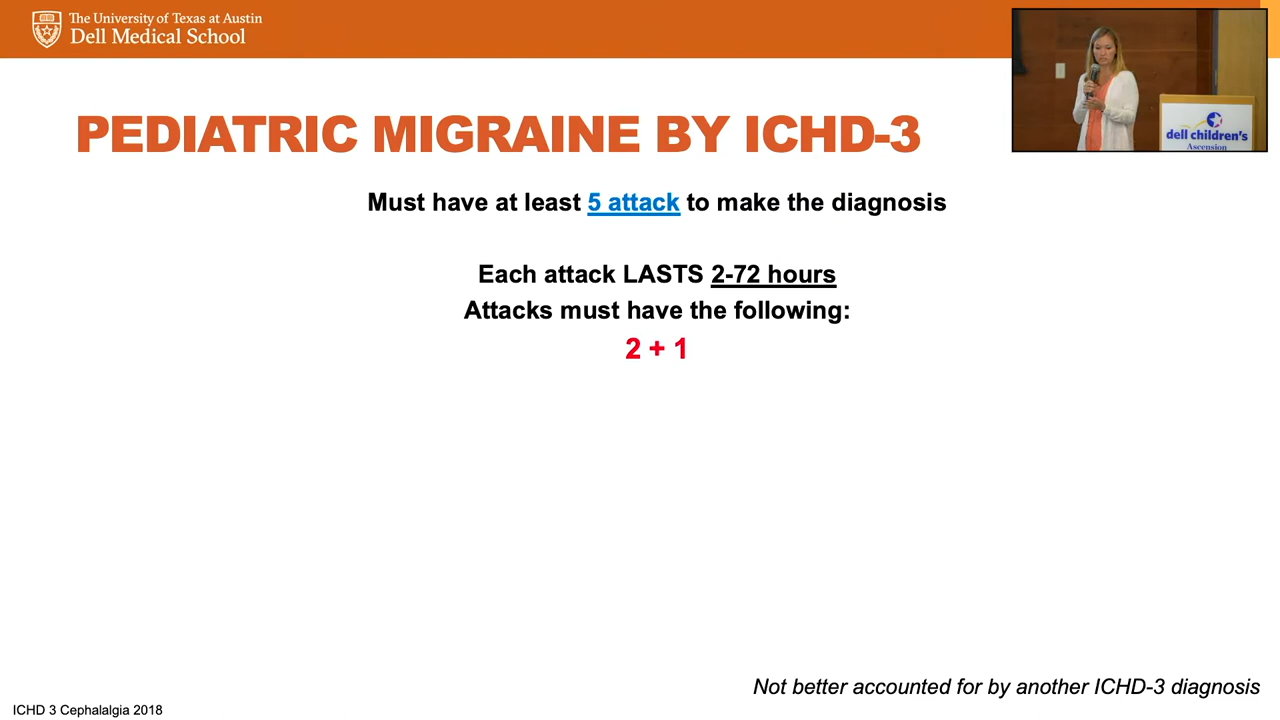 The University of Texas at Austin
Dell Medical School
dell children's
Ascension
PEDIATRIC MIGRAINE BY ICHD-3
Must have at least 5 attack to make the diagnosis
Each attack LASTS 2-72 hours
Attacks must have the following:
2 + 1
Not better accounted for by another ICHD-3 diagnosis
ICHD 3 Cephalalgia 2018